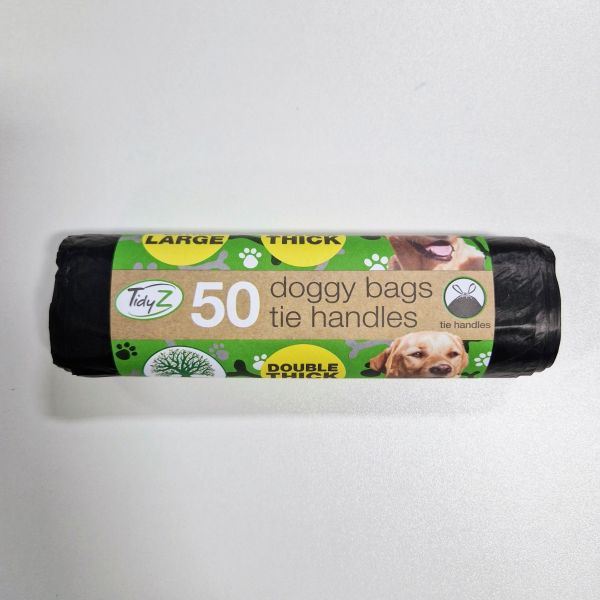 LARGE
THICK
TidyZ
50
doggy bags
tie handles
tie handles
DOUBLE
THICK